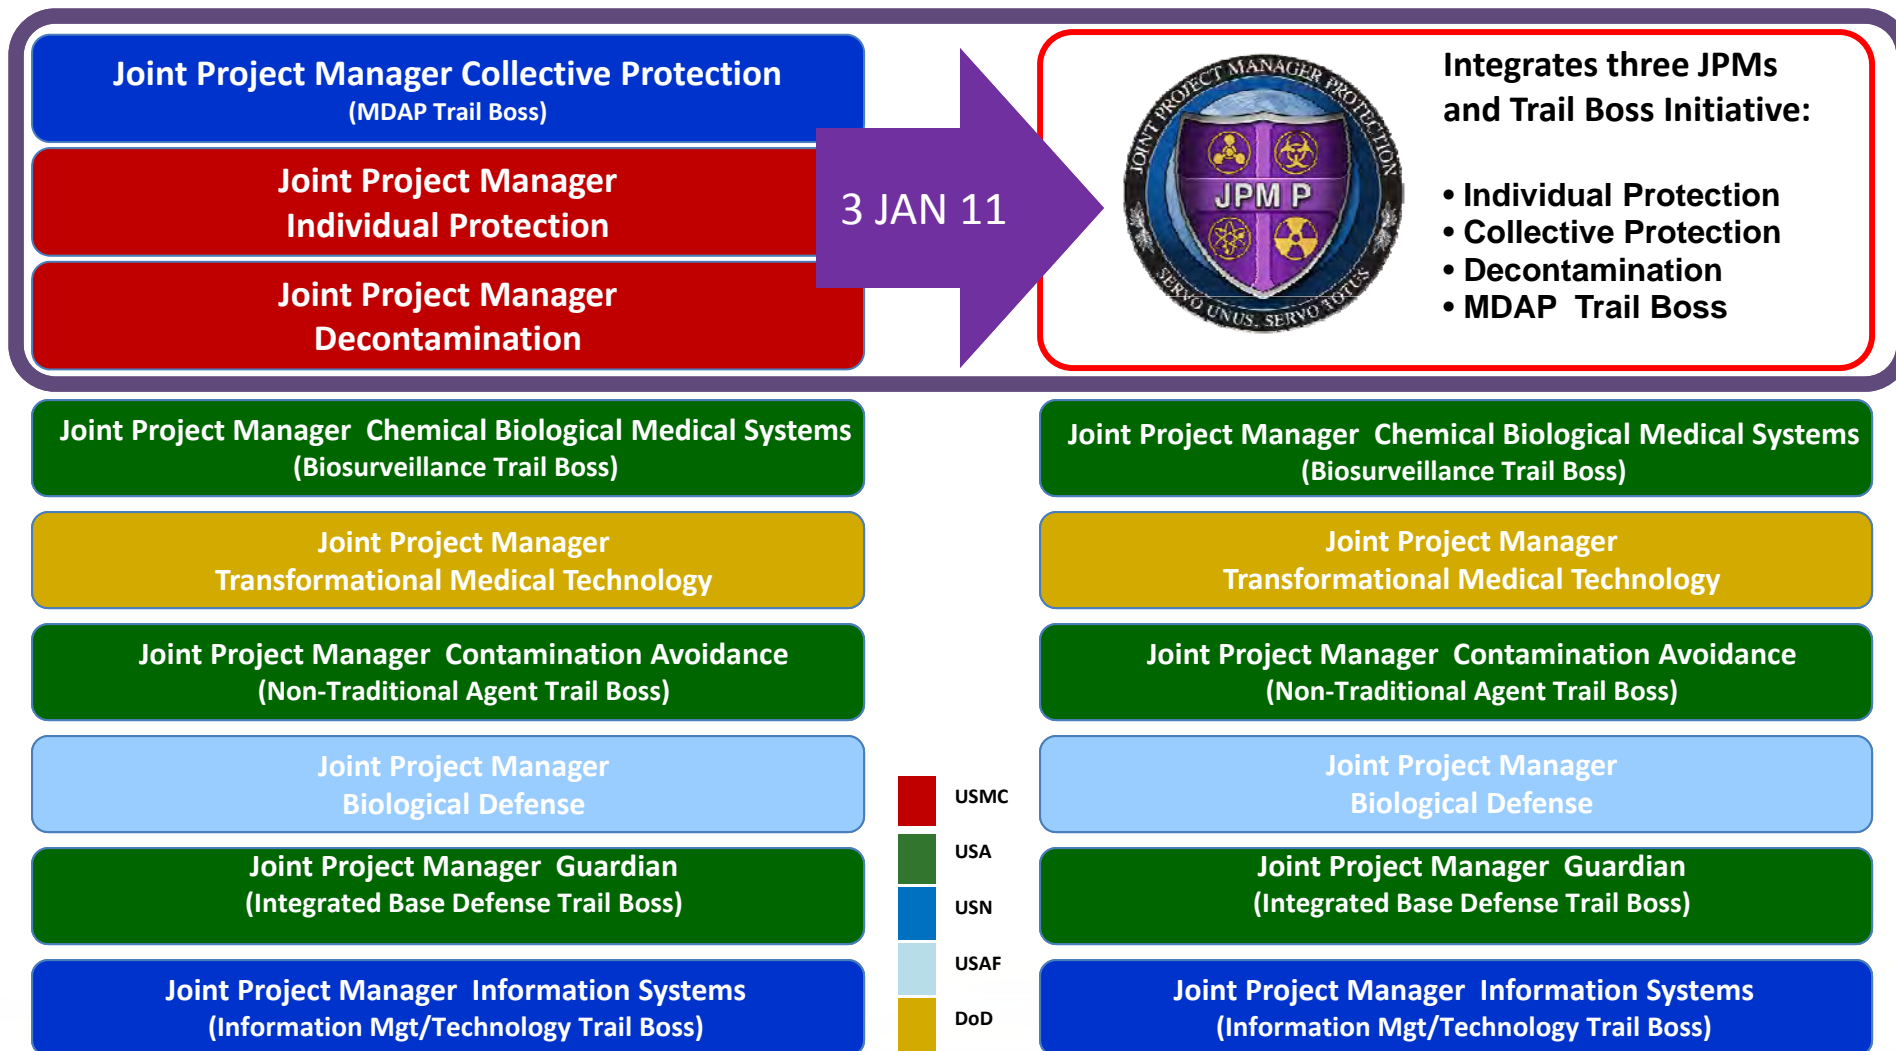 Joint Project Manager Collective Protection
(MDAP Trail Boss)
Joint Project Manager
Individual Protection
Joint Project Manager
Decontamination
3 JAN 11
JOINT PROJECT MANAGER PROTECTION
JPM P
SERVO UNUS, SERVO TOTUS
Integrates three JPMs
and Trail Boss Initiative:
• Individual Protection
• Collective Protection
• Decontamination
• MDAP Trail Boss
Joint Project Manager Chemical Biological Medical Systems
(Biosurveillance Trail Boss)
Joint Project Manager
Transformational Medical Technology
Joint Project Manager Contamination Avoidance
(Non-Traditional Agent Trail Boss)
Joint Project Manager
Biological Defense
Joint Project Manager Guardian
(Integrated Base Defense Trail Boss)
Joint Project Manager Information Systems
(Information Mgt/Technology Trail Boss)
USMC
USA
USN
USAF
DoD
Joint Project Manager Chemical Biological Medical Systems
(Biosurveillance Trail Boss)
Joint Project Manager
Transformational Medical Technology
Joint Project Manager Contamination Avoidance
(Non-Traditional Agent Trail Boss)
Joint Project Manager
Biological Defense
Joint Project Manager Guardian
(Integrated Base Defense Trail Boss)
Joint Project Manager Information Systems
(Information Mgt/Technology Trail Boss)